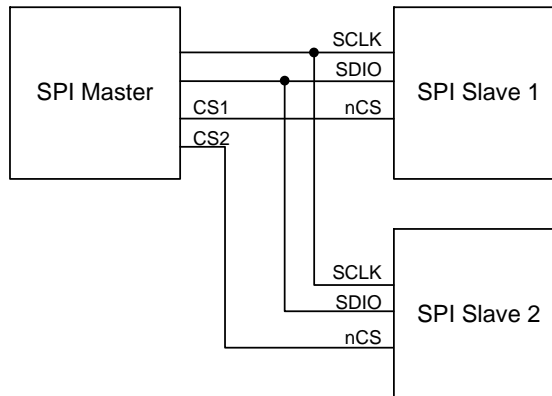 SPI Master
CS1
CS2
SCLK
SDIO
nCS
SPI Slave 1
SCLK
SDIO
nCS
SPI Slave 2